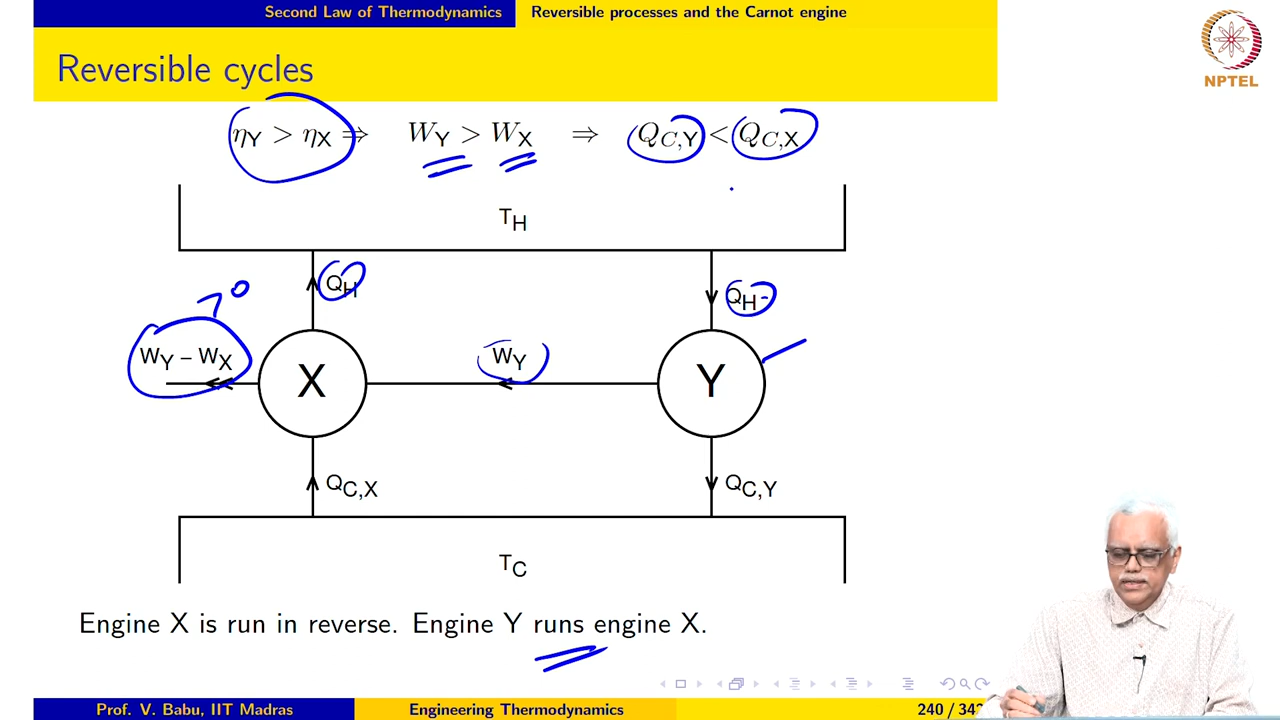 Second Law of Thermodynamics Reversible processes and the Carnot engine
NPTEL
Reversible cycles
ηY > ηX ⇒ WY > WX ⇒ QC,Y < QC,X
TH
QH QH
> 0
WY − WX WY
X Y
QC,X QC,Y
TC
Engine X is run in reverse. Engine Y runs engine X.
Prof. V. Babu, IIT Madras Engineering Thermodynamics 240 / 342